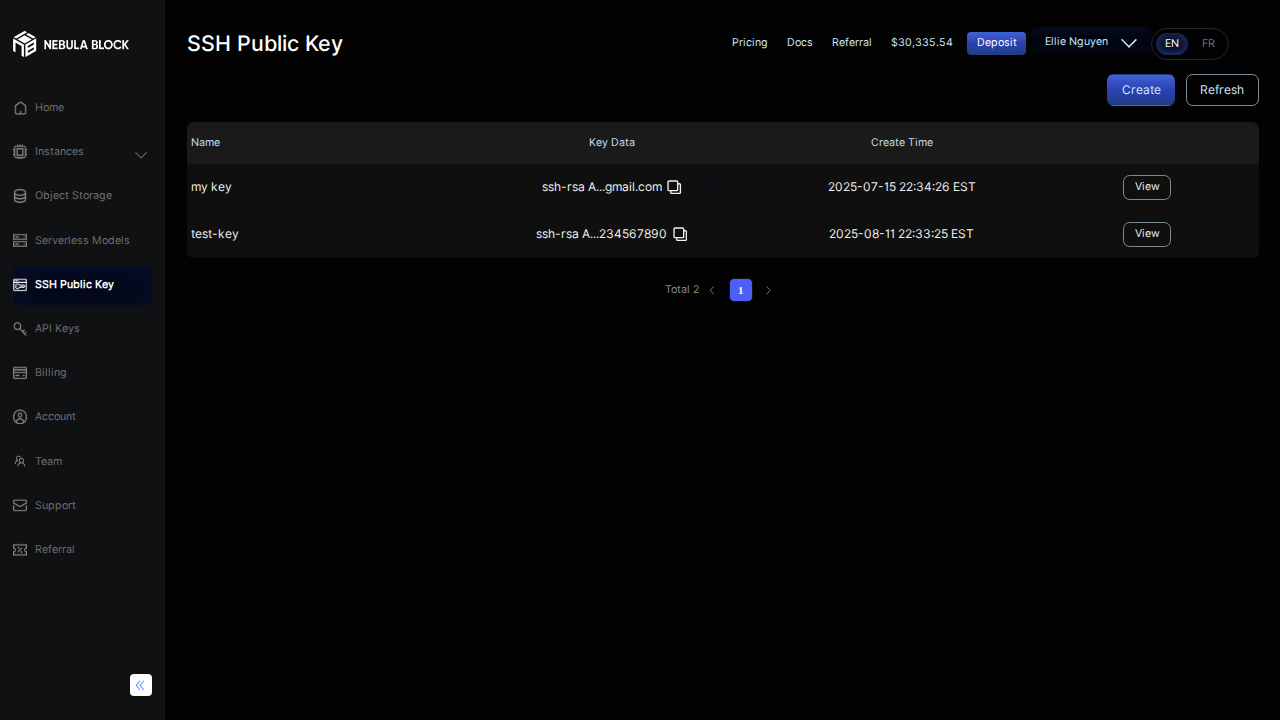 NEBULA BLOCK
SSH Public Key
Pricing
Docs
Referral
$30,335.54
Deposit
Ellie Nguyen
EN
FR
Home
Instances
Object Storage
Serverless Models
SSH Public Key
API Keys
Billing
Account
Team
Support
Referral
Create
Refresh
Name
Key Data
Create Time
my key
ssh-rsa A...gmail.com
2025-07-15 22:34:26 EST
View
test-key
ssh-rsa A...234567890
2025-08-11 22:33:25 EST
View
Total 2
1